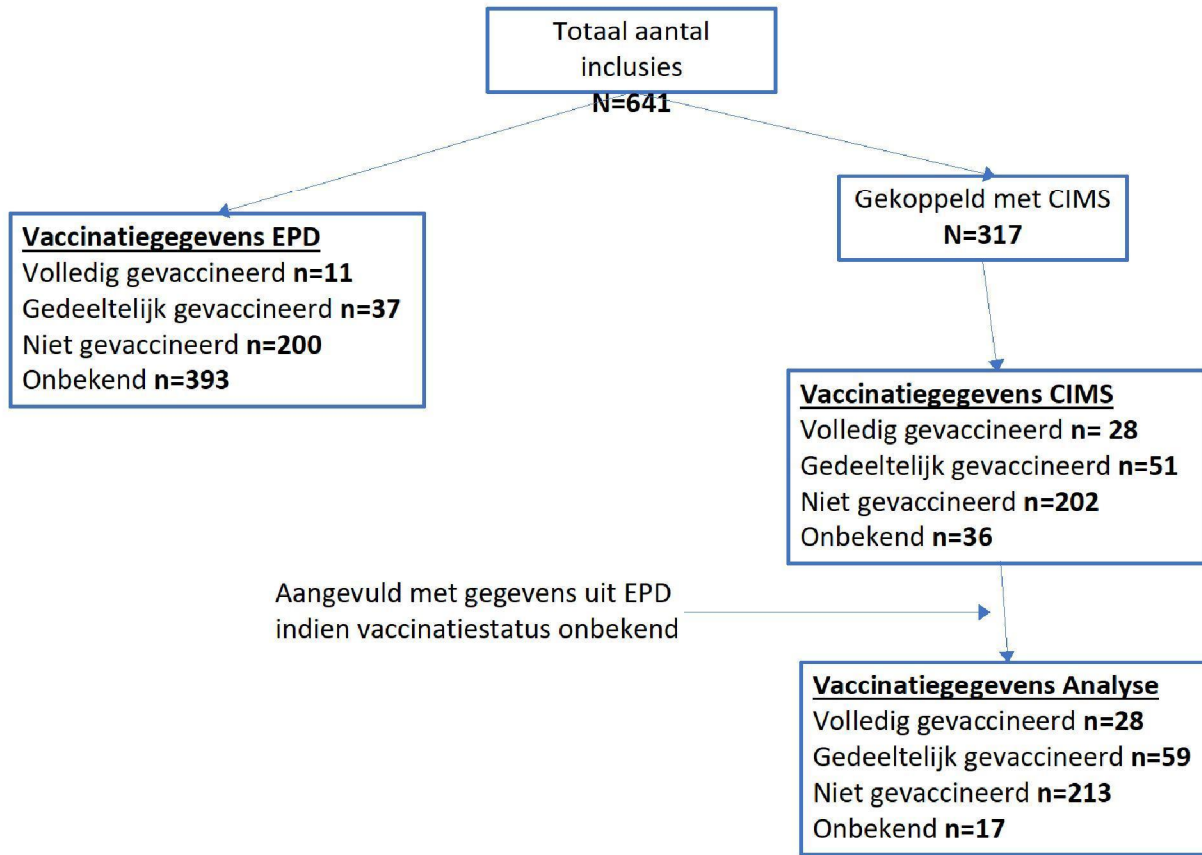 Totaal aantal
inclusies
N=641
Gekoppeld met CIMS
N=317
Vaccinatiegegevens EPD
Volledig gevaccineerd n=11
Gedeeltelijk gevaccineerd n=37
Niet gevaccineerd n=200
Onbekend n=393
Vaccinatiegegevens CIMS
Volledig gevaccineerd n= 28
Gedeeltelijk gevaccineerd n=51
Niet gevaccineerd n=202
Onbekend n=36
Aangevuld met gegevens uit EPD
indien vaccinatiestatus onbekend
Vaccinatiegegevens Analyse
Volledig gevaccineerd n=28
Gedeeltelijk gevaccineerd n=59
Niet gevaccineerd n=213
Onbekend n=17